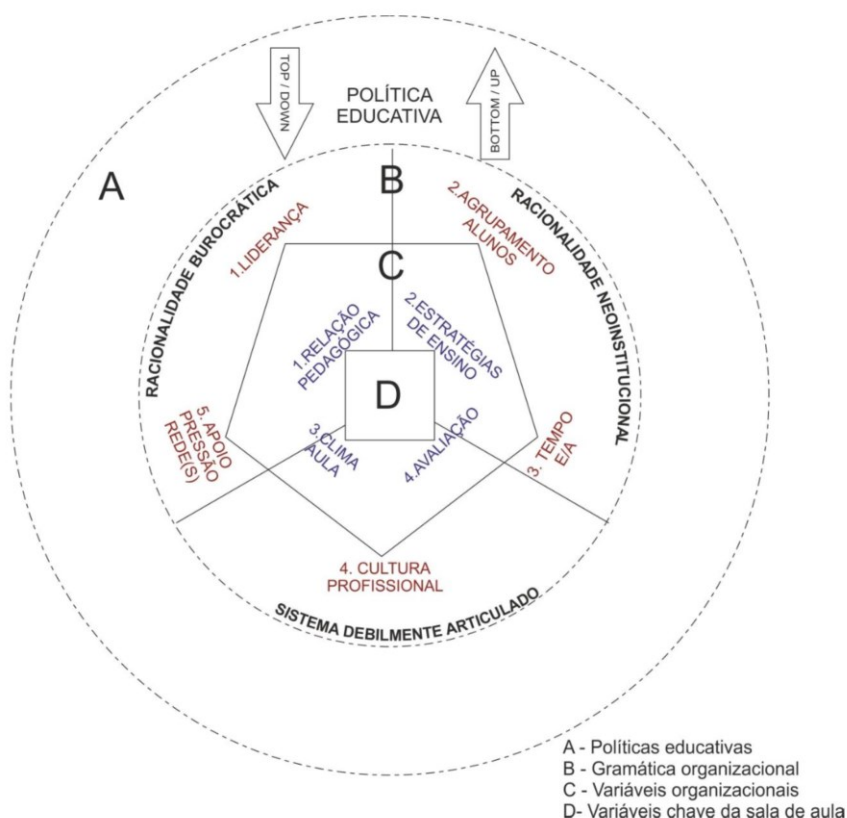 TOP / DOWN
BOTTOM / UP
POLÍTICA
EDUCATIVA
A
B
RACIONALIDADE BUROCRÁTICA
RACIONALIDADE NEOINSTITUCIONAL
1.LIDERANÇA
2.AGRUPAMENTO
ALUNOS
C
1.RELAÇÃO
PEDAGÓGICA
2.ESTRATÉGIAS
DE ENSINO
D
3.CLIMA
AULA
4.AVALIAÇÃO
5. APOIO
PRESSÃO
REDE(S)
3. TEMPO
E/A
4. CULTURA
PROFISSIONAL
SISTEMA DEBILMENTE ARTICULADO
A - Políticas educativas
B - Gramática organizacional
C - Variáveis organizacionais
D- Variáveis chave da sala de aula